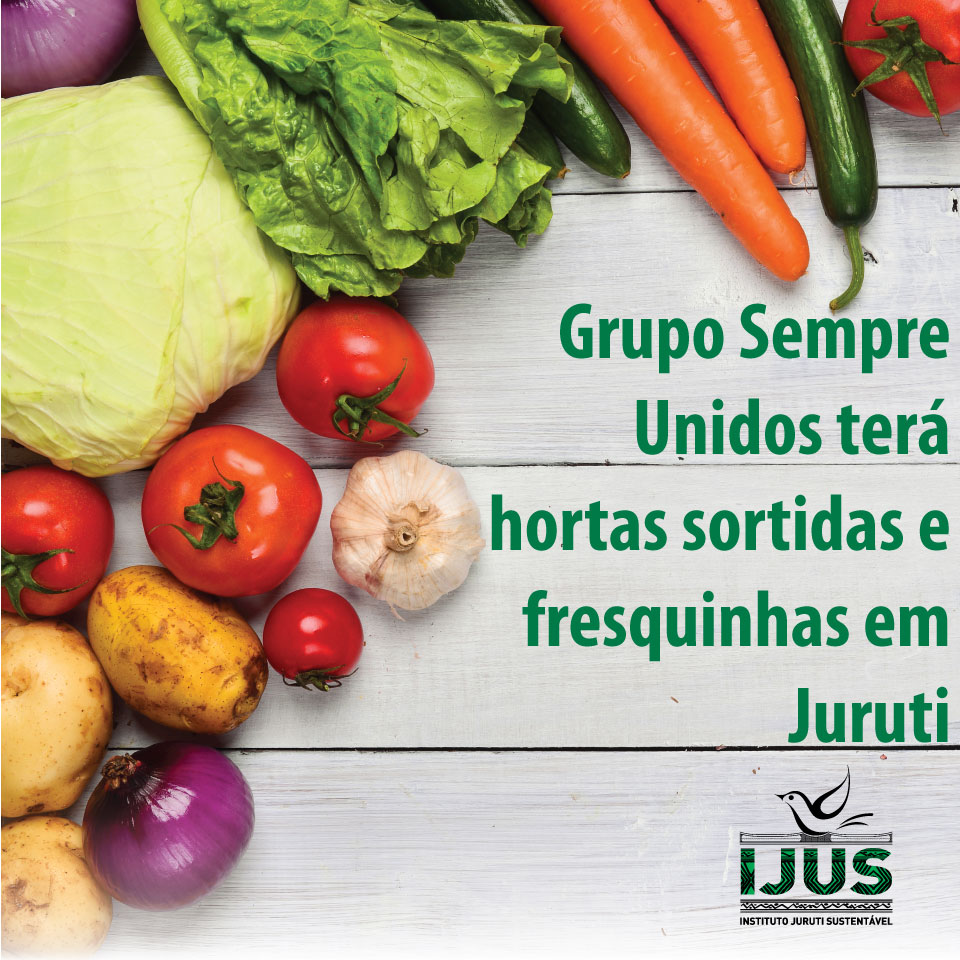 Grupo Sempre
Unidos terá
hortas sortidas e
fresquinhas em
Juruti
IJUS
INSTITUTO JURUTI SUSTENTÁVEL